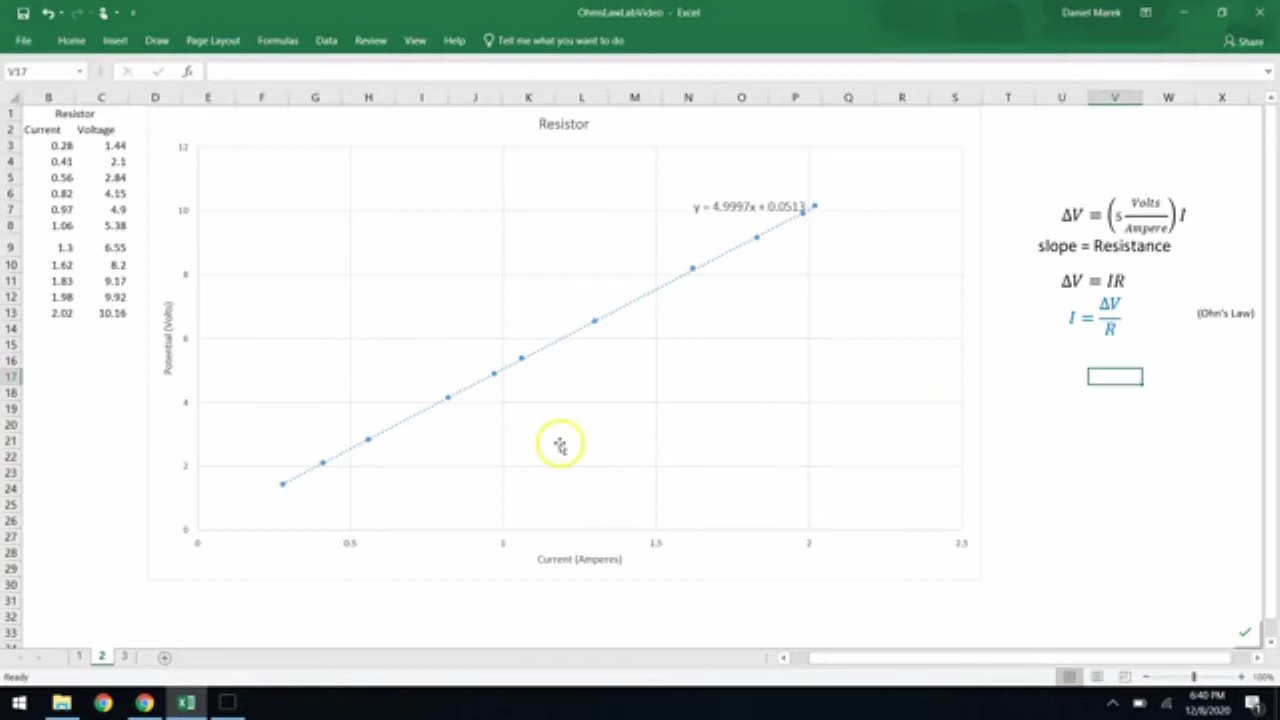 OhmsLawLabVideo - Excel
Daniel Marek
File Home Insert Draw Page Layout Formulas Data Review View Help Tell me what you want to do
Share
V17
fx
B C D E F G H I J K L M N O P Q R S T U V W X
1 Resistor
2 Current Voltage
3 0.28 1.44
4 0.41 2.1
5 0.56 2.84
6 0.82 4.15
7 0.97 4.9
8 1.06 5.38
9 1.3 6.55
10 1.62 8.2
11 1.83 9.17
12 1.98 9.92
13 2.02 10.16
14
15
16
17
18
19
20
21
22
23
24
25
26
27
28
29
30
31
32
33
Resistor
12
10
8
6
4
2
0
Potential (Volts)
y = 4.9997x + 0.0513
0 0.5 1 1.5 2 2.5
Current (Amperes)
ΔV = (5 Volts/Ampere) I
slope = Resistance
ΔV = IR
I = ΔV/R
(Ohn's Law)
1 2 3
Ready
100%
6:40 PM
12/8/2020